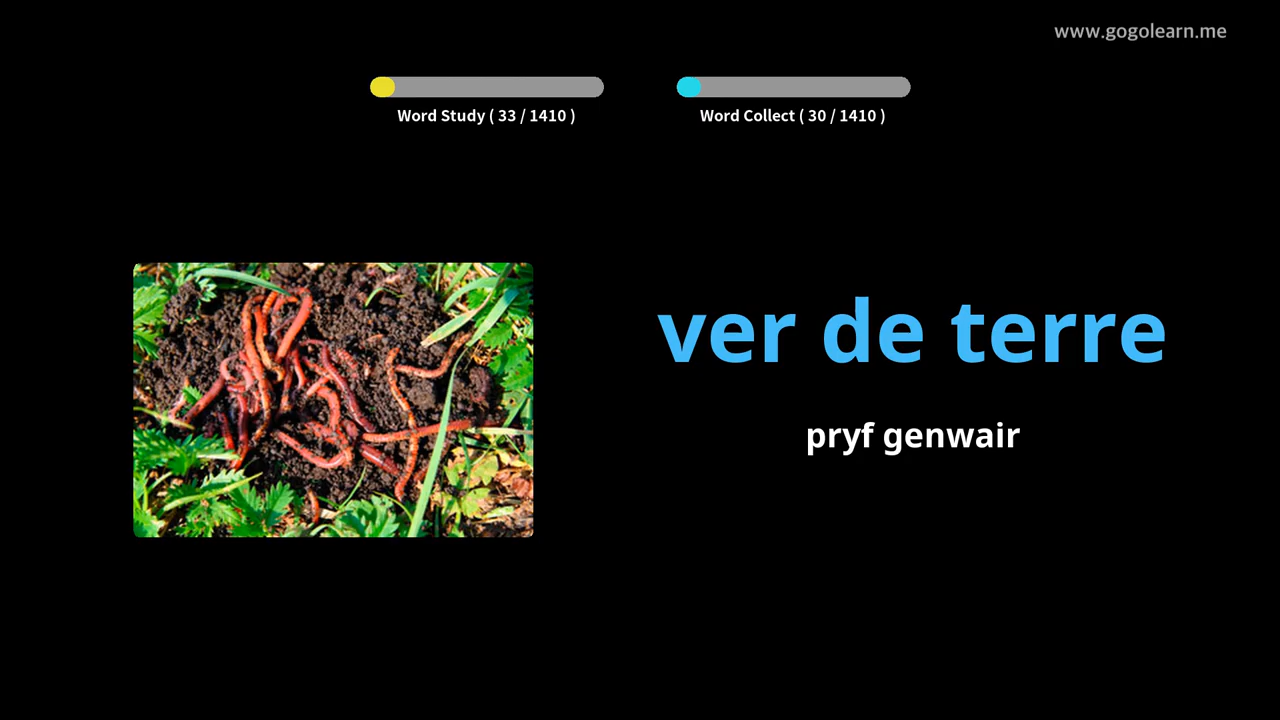 www.gogolearn.me
Word Study ( 33 / 1410 )
Word Collect ( 30 / 1410 )
ver de terre
pryf genwair